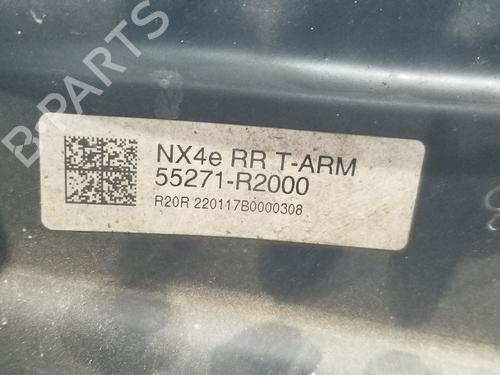 B-PARTS
NX4e RR T-ARM
55271-R2000
R20R 220117B0000308